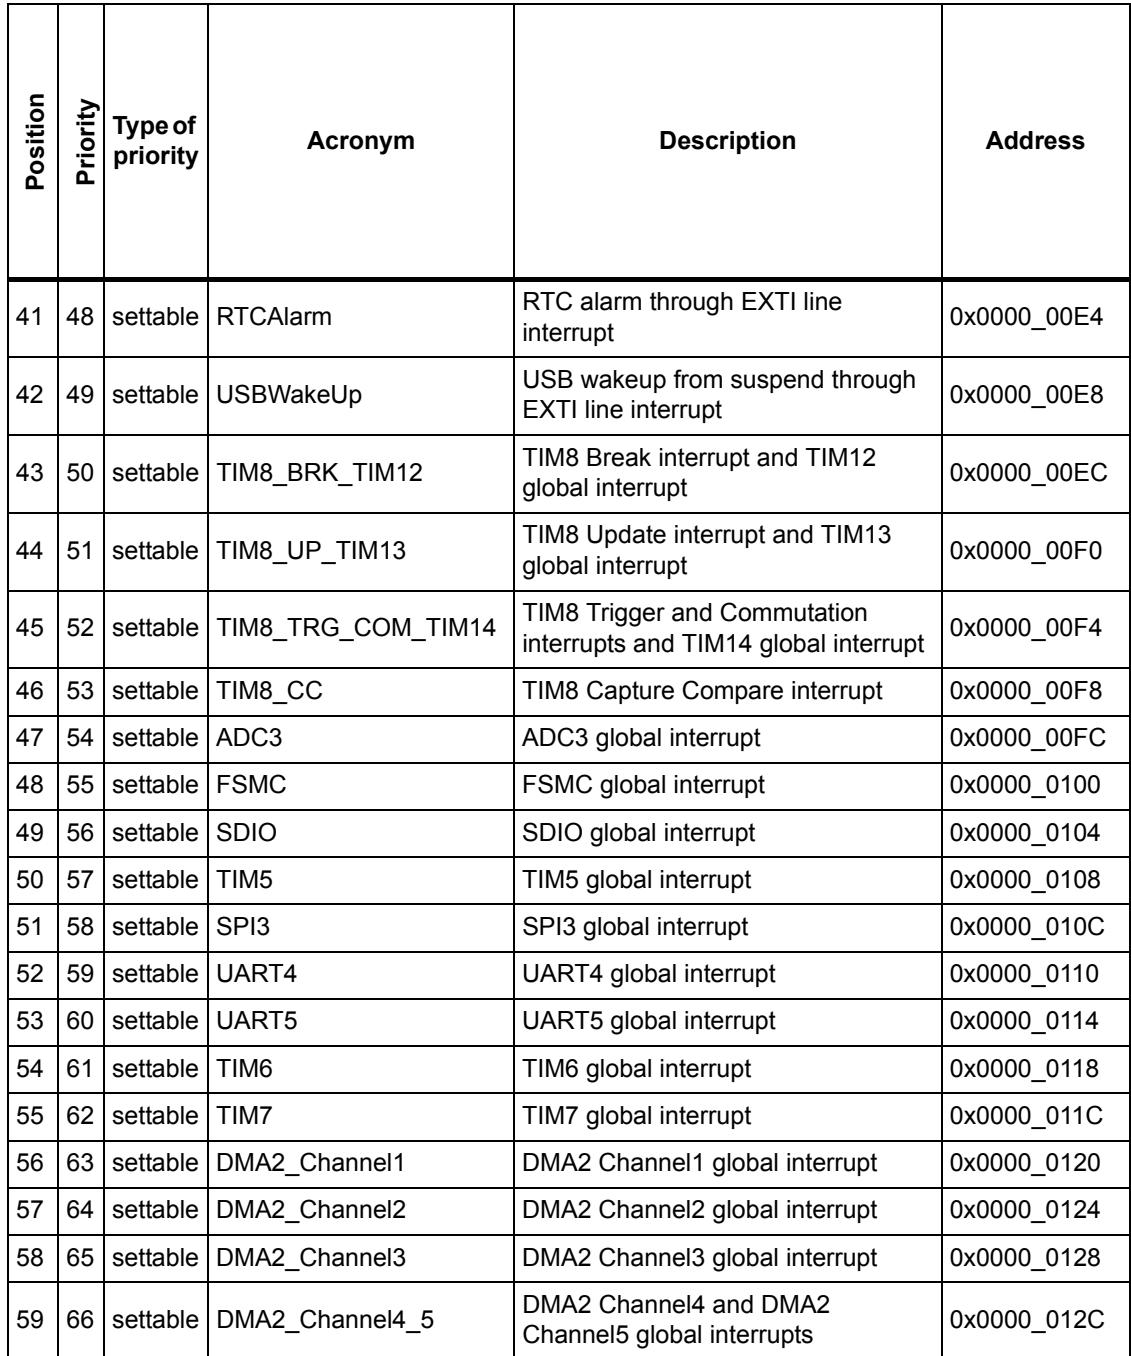 Position Priority Type of priority Acronym Description Address
41 48 settable RTCAlarm RTC alarm through EXTI line interrupt 0x0000_00E4
42 49 settable USBWakeUp USB wakeup from suspend through EXTI line interrupt 0x0000_00E8
43 50 settable TIM8_BRK_TIM12 TIM8 Break interrupt and TIM12 global interrupt 0x0000_00EC
44 51 settable TIM8_UP_TIM13 TIM8 Update interrupt and TIM13 global interrupt 0x0000_00F0
45 52 settable TIM8_TRG_COM_TIM14 TIM8 Trigger and Commutation interrupts and TIM14 global interrupt 0x0000_00F4
46 53 settable TIM8_CC TIM8 Capture Compare interrupt 0x0000_00F8
47 54 settable ADC3 ADC3 global interrupt 0x0000_00FC
48 55 settable FSMC FSMC global interrupt 0x0000_0100
49 56 settable SDIO SDIO global interrupt 0x0000_0104
50 57 settable TIM5 TIM5 global interrupt 0x0000_0108
51 58 settable SPI3 SPI3 global interrupt 0x0000_010C
52 59 settable UART4 UART4 global interrupt 0x0000_0110
53 60 settable UART5 UART5 global interrupt 0x0000_0114
54 61 settable TIM6 TIM6 global interrupt 0x0000_0118
55 62 settable TIM7 TIM7 global interrupt 0x0000_011C
56 63 settable DMA2_Channel1 DMA2 Channel1 global interrupt 0x0000_0120
57 64 settable DMA2_Channel2 DMA2 Channel2 global interrupt 0x0000_0124
58 65 settable DMA2_Channel3 DMA2 Channel3 global interrupt 0x0000_0128
59 66 settable DMA2_Channel4_5 DMA2 Channel4 and DMA2 Channel5 global interrupts 0x0000_012C